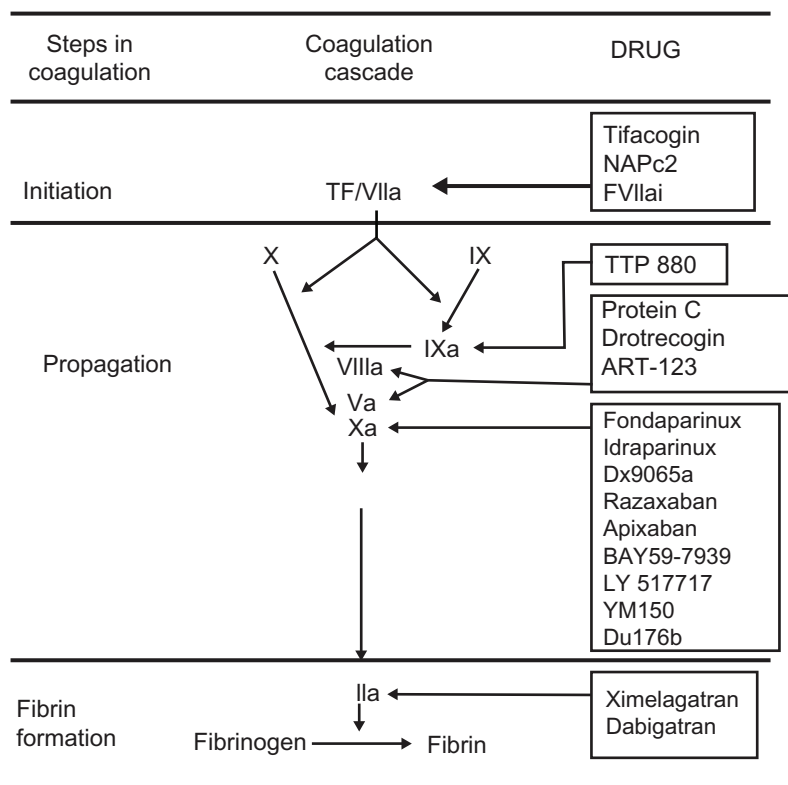 Steps in
coagulation
Coagulation
cascade
DRUG
Initiation
TF/VIIa
Tifacogin
NAPc2
FVIIai
Propagation
X
IX
IXa
VIIIa
Va
Xa
TTP 880
Protein C
Drotrecogin
ART-123
Fondaparinux
Idraparinux
Dx9065a
Razaxaban
Apixaban
BAY59-7939
LY 517717
YM150
Du176b
Fibrin
formation
IIa
Fibrinogen
Fibrin
Ximelagatran
Dabigatran